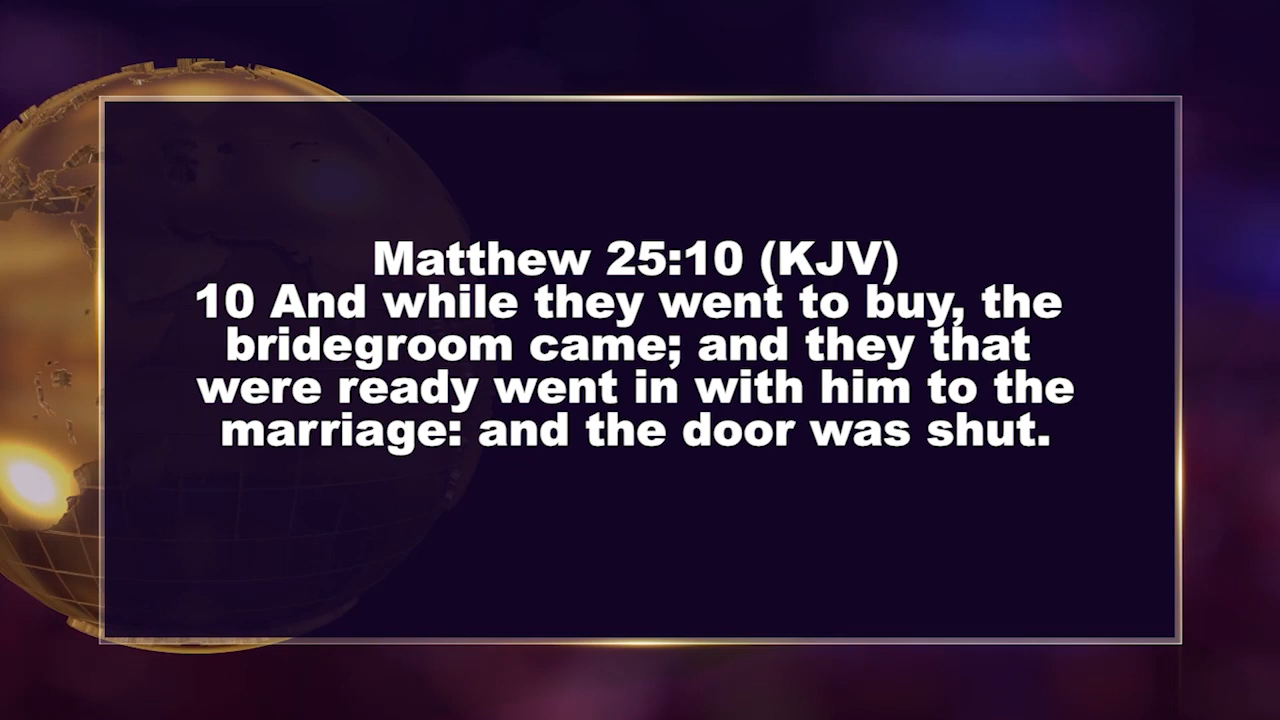 Matthew 25:10 (KJV)
10 And while they went to buy, the
bridegroom came; and they that
were ready went in with him to the
marriage: and the door was shut.